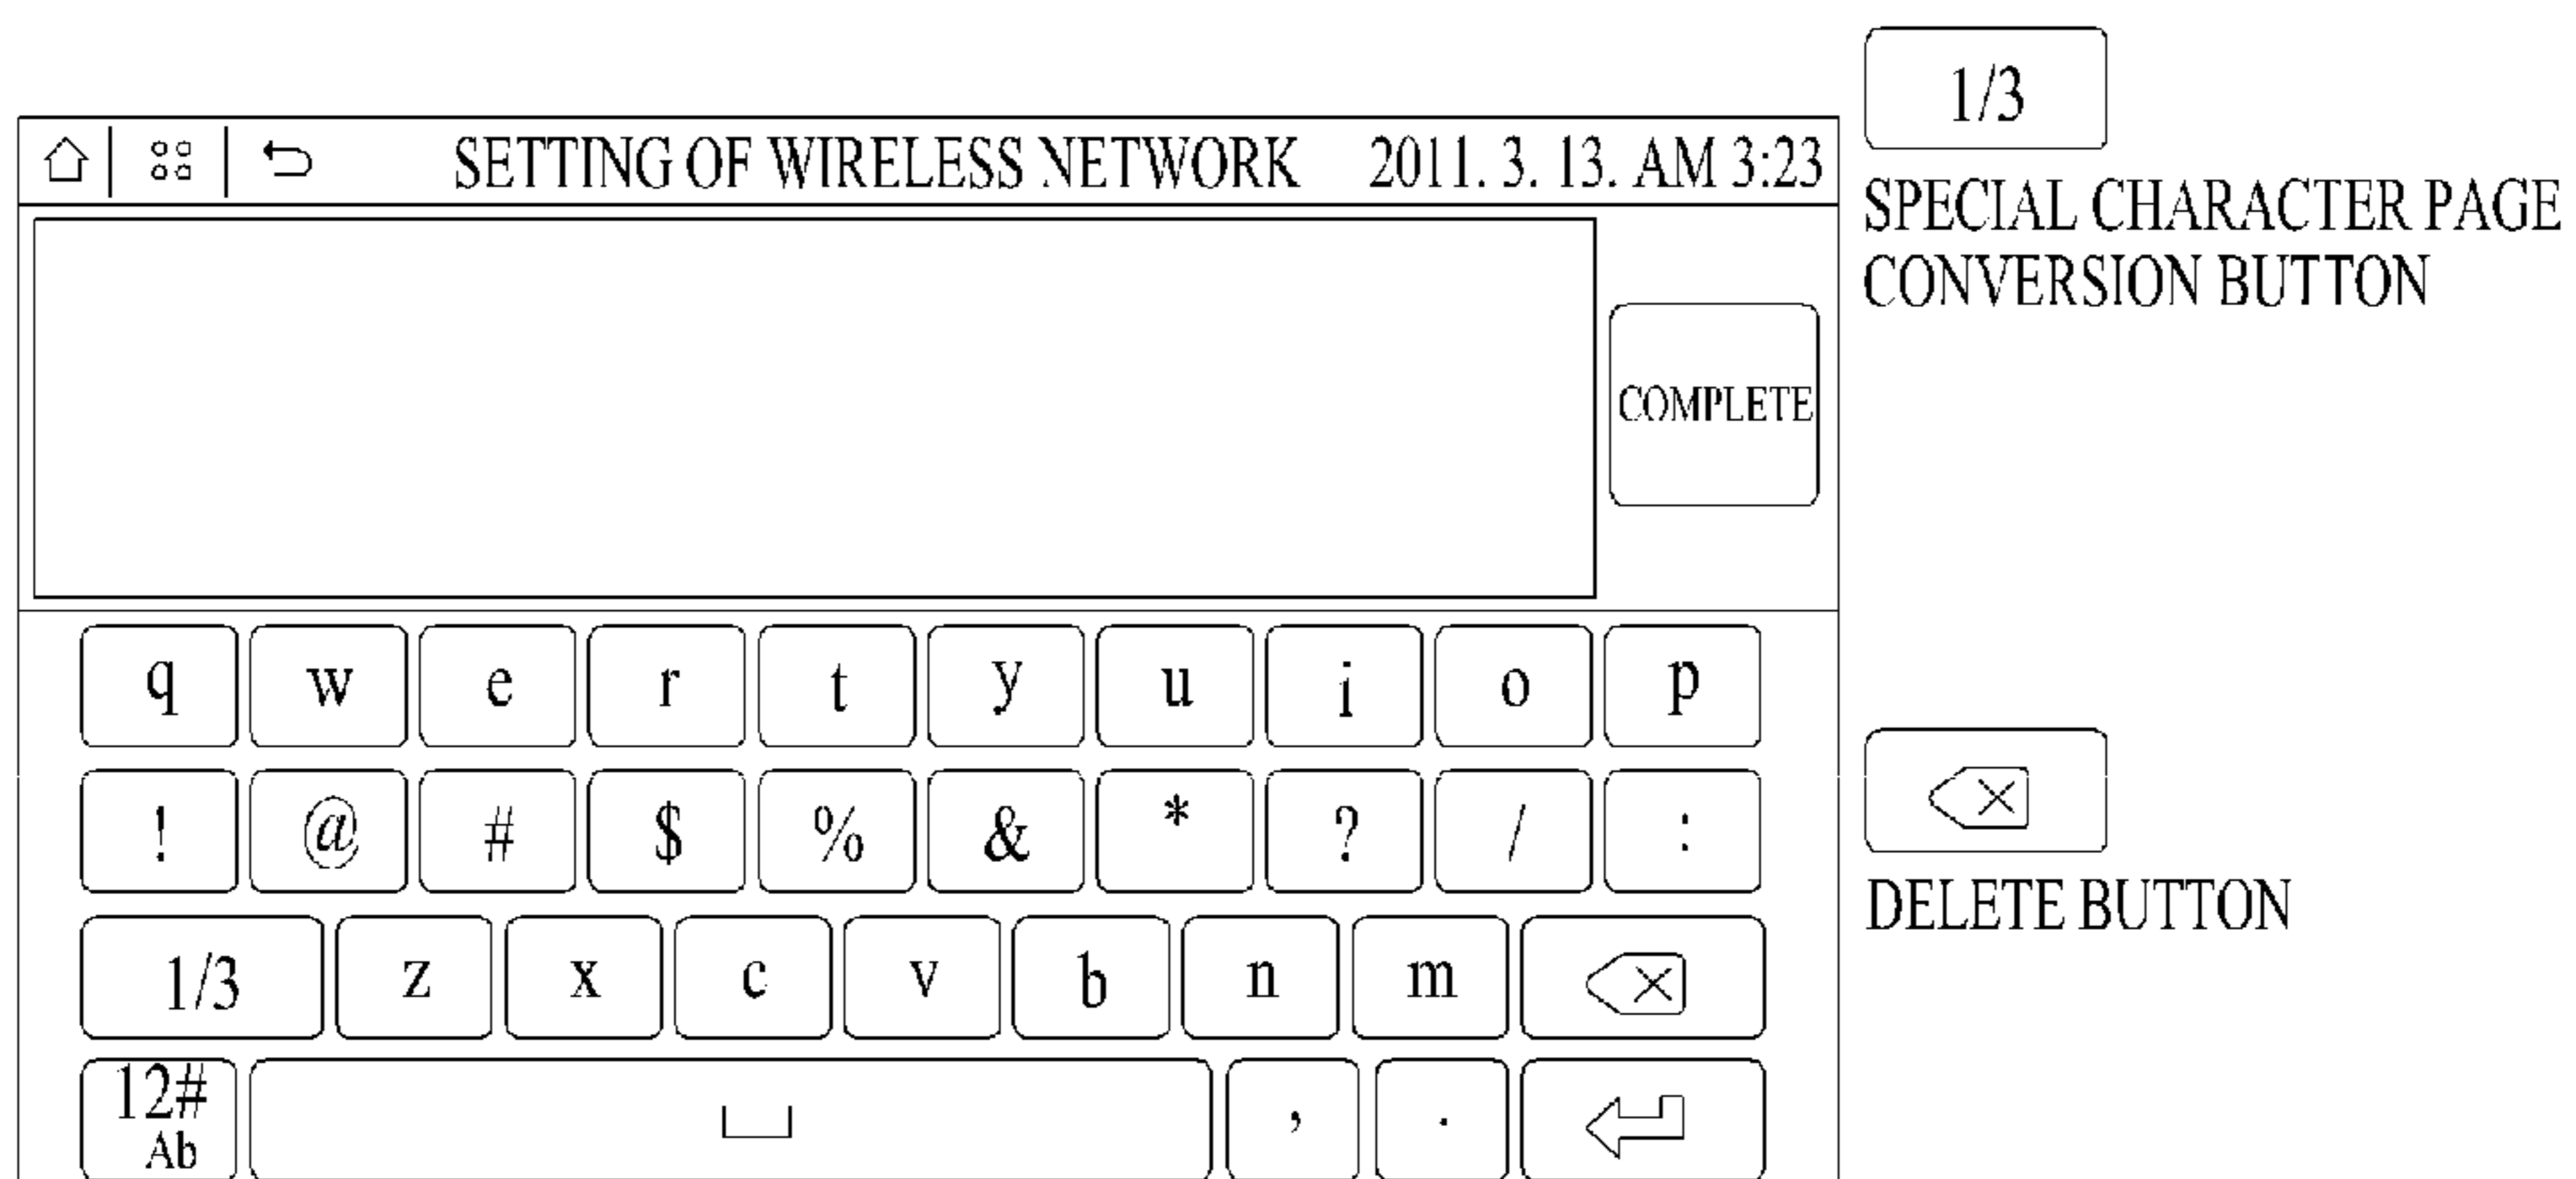 1/3
SPECIAL CHARACTER PAGE
CONVERSION BUTTON
SETTING OF WIRELESS NETWORK 2011. 3. 13. AM 3:23
COMPLETE
q w e r t y u i o p
! @ # $ % & * ? / :
1/3 z x c v b n m
12#
Ab
, .
DELETE BUTTON